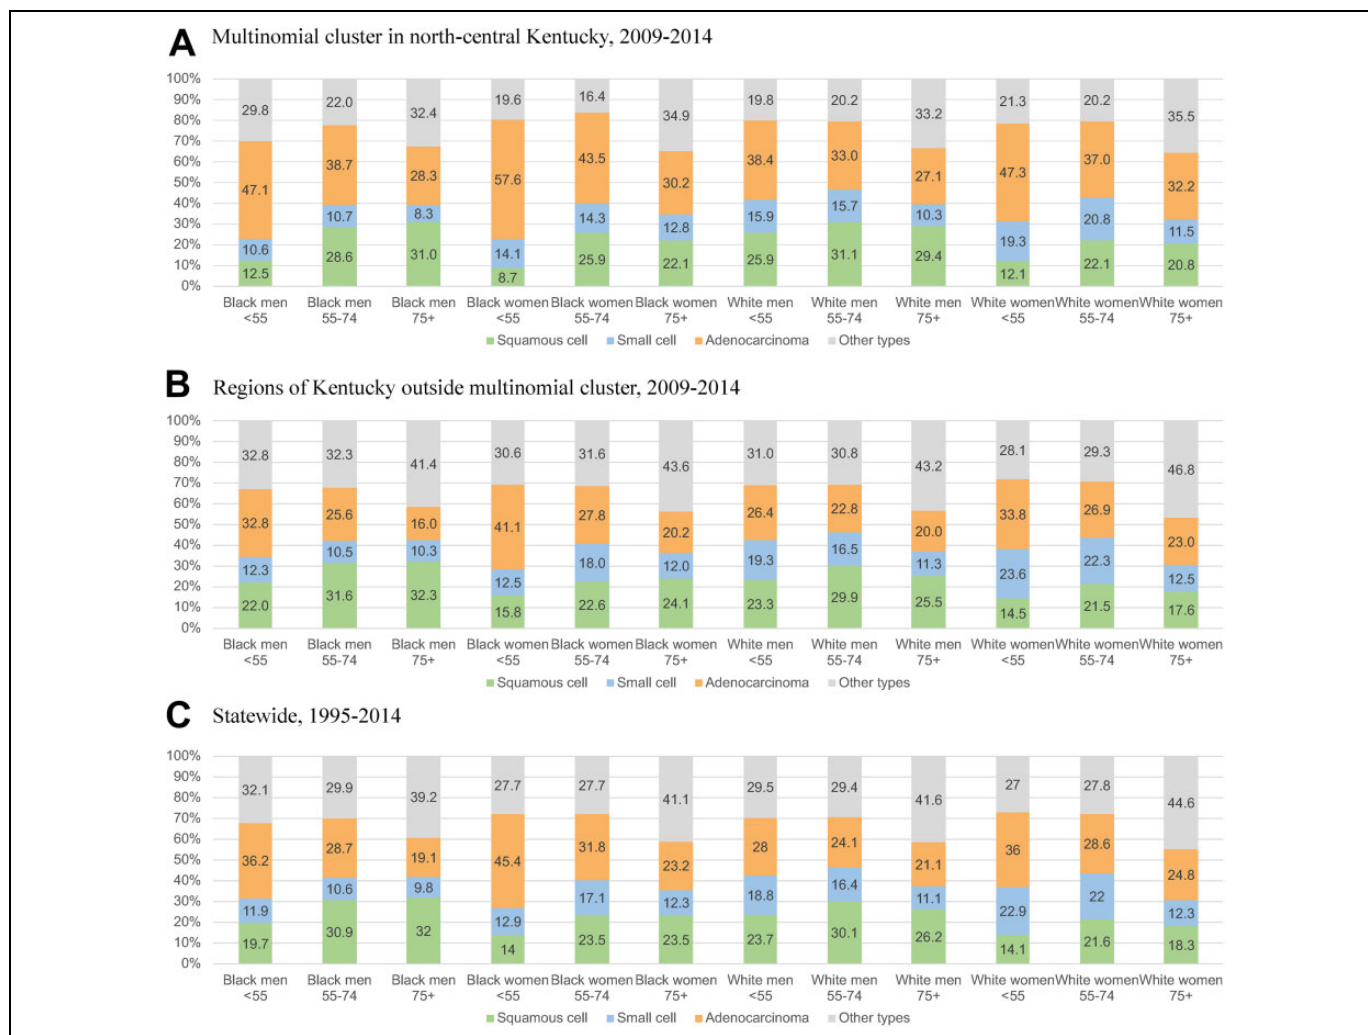 A Multinomial cluster in north-central Kentucky, 2009-2014
100%
90%
80%
70%
60%
50%
40%
30%
20%
10%
0%
29.8 22.0 32.4 19.6 16.4 34.9 19.8 20.2 33.2 21.3 20.2 35.5
47.1 38.7 28.3 57.6 43.5 30.2 38.4 33.0 27.1 47.3 37.0 32.2
10.6 10.7 8.3 14.1 14.3 12.8 15.9 15.7 10.3 19.3 20.8 11.5
12.5 28.6 31.0 8.7 25.9 22.1 25.9 31.1 29.4 12.1 22.1 20.8
Black men Black men Black men Black women Black women Black women White men White men White men White women White women White women
<55 55-74 75+ <55 55-74 75+ <55 55-74 75+ <55 55-74 75+
Squamous cell Small cell Adenocarcinoma Other types
B Regions of Kentucky outside multinomial cluster, 2009-2014
100%
90%
80%
70%
60%
50%
40%
30%
20%
10%
0%
32.8 32.3 41.4 30.6 31.6 43.6 31.0 30.8 43.2 28.1 29.3 46.8
32.8 25.6 16.0 41.1 27.8 20.2 26.4 22.8 20.0 33.8 26.9 23.0
12.3 10.5 10.3 12.5 18.0 12.0 19.3 16.5 11.3 23.6 22.3 12.5
22.0 31.6 32.3 15.8 22.6 24.1 23.3 29.9 25.5 14.5 21.5 17.6
Black men Black men Black men Black women Black women Black women White men White men White men White women White women White women
<55 55-74 75+ <55 55-74 75+ <55 55-74 75+ <55 55-74 75+
Squamous cell Small cell Adenocarcinoma Other types
C Statewide, 1995-2014
100%
90%
80%
70%
60%
50%
40%
30%
20%
10%
0%
32.1 29.9 39.2 27.7 27.7 41.1 29.5 29.4 41.6 27 27.8 44.6
36.2 28.7 19.1 45.4 31.8 23.2 28 24.1 21.1 36 28.6 24.8
11.9 10.6 9.8 12.9 17.1 12.3 18.8 16.4 11.1 22.9 22 12.3
19.7 30.9 32 14 23.5 23.5 23.7 30.1 26.2 14.1 21.6 18.3
Black men Black men Black men Black women Black women Black women White men White men White men White women White women White women
<55 55-74 75+ <55 55-74 75+ <55 55-74 75+ <55 55-74 75+
Squamous cell Small cell Adenocarcinoma Other types